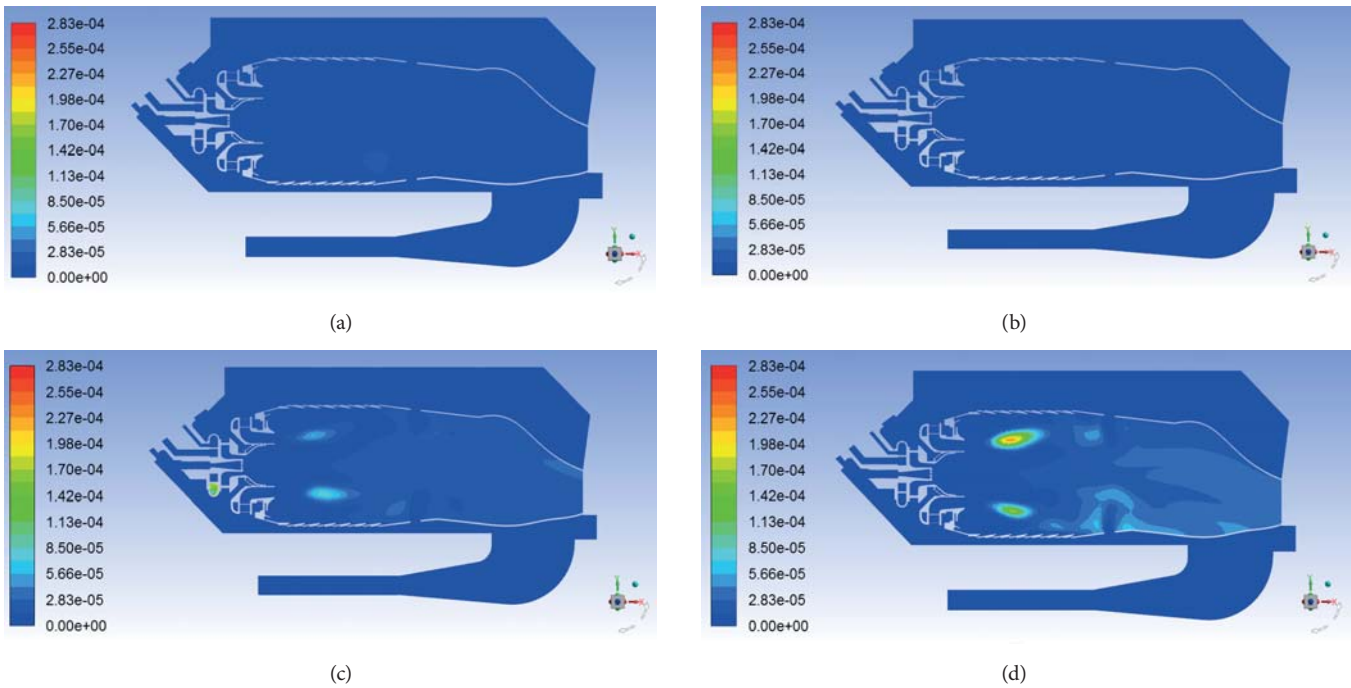 2.83e-04
2.55e-04
2.27e-04
1.98e-04
1.70e-04
1.42e-04
1.13e-04
8.50e-05
5.66e-05
2.83e-05
0.00e+00
Y
X
(a)
2.83e-04
2.55e-04
2.27e-04
1.98e-04
1.70e-04
1.42e-04
1.13e-04
8.50e-05
5.66e-05
2.83e-05
0.00e+00
Y
X
(b)
2.83e-04
2.55e-04
2.27e-04
1.98e-04
1.70e-04
1.42e-04
1.13e-04
8.50e-05
5.66e-05
2.83e-05
0.00e+00
Y
X
(c)
2.83e-04
2.55e-04
2.27e-04
1.98e-04
1.70e-04
1.42e-04
1.13e-04
8.50e-05
5.66e-05
2.83e-05
0.00e+00
Y
X
(d)